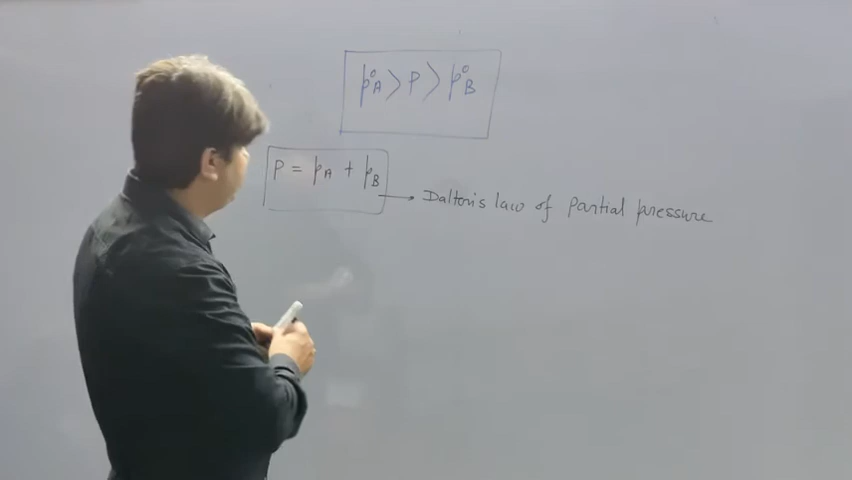 p°A > P > p°B
P = pA + pB → Dalton's law of partial pressure